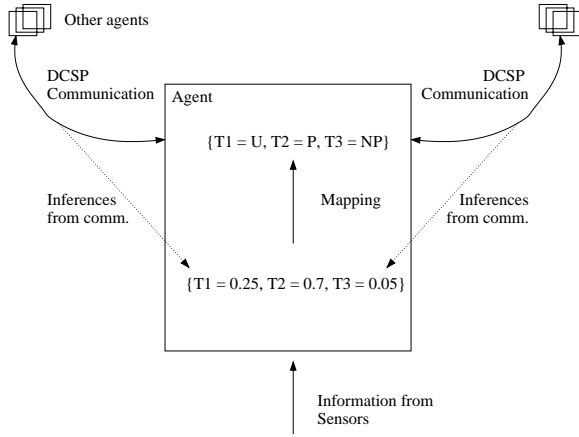 Other agents
DCSP
Communication
DCSP
Communication
Agent
{T1 = U, T2 = P, T3 = NP}
Inferences
from comm.
Mapping
Inferences
from comm.
{T1 = 0.25, T2 = 0.7, T3 = 0.05}
Information from
Sensors